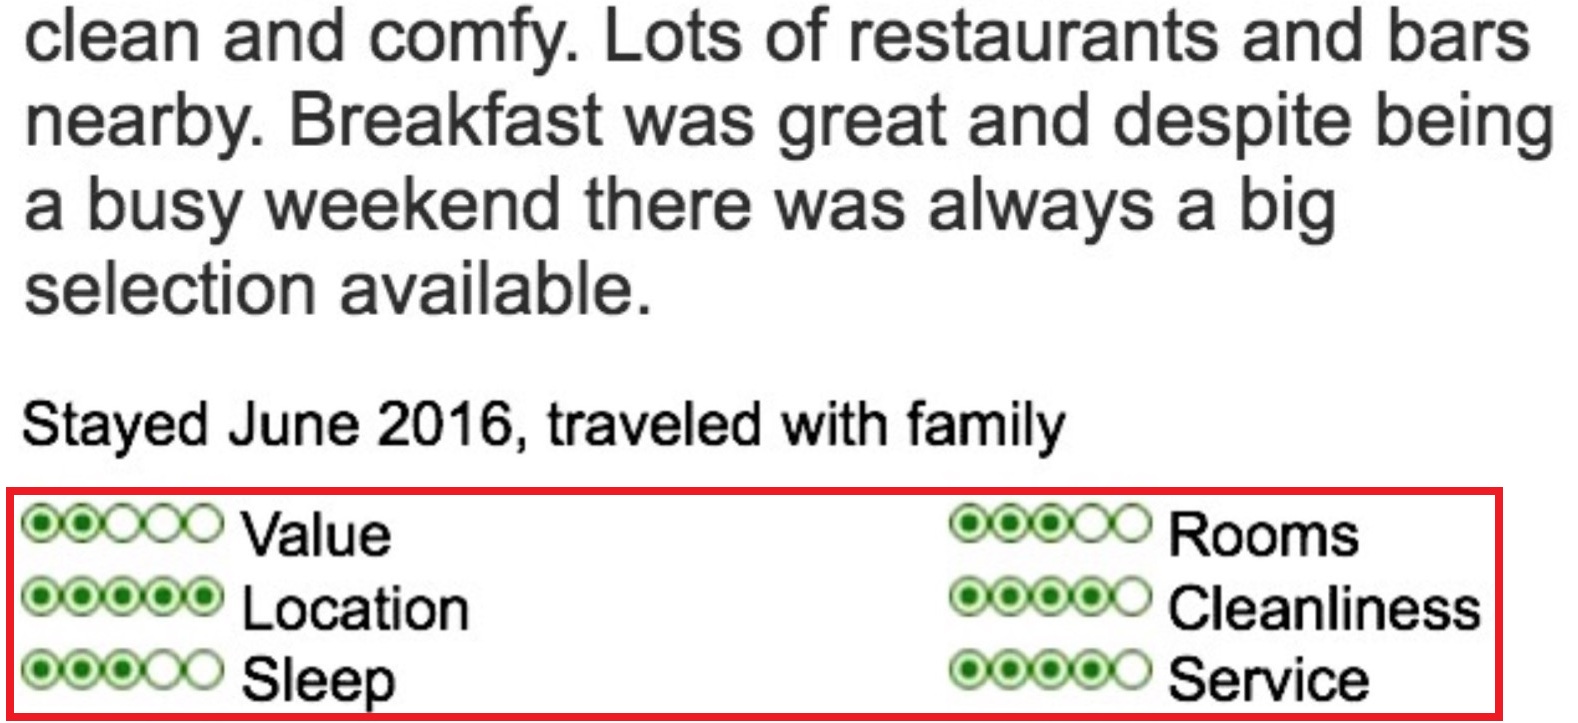 clean and comfy. Lots of restaurants and bars
nearby. Breakfast was great and despite being
a busy weekend there was always a big
selection available.
Stayed June 2016, traveled with family
Value Rooms
Location Cleanliness
Sleep Service